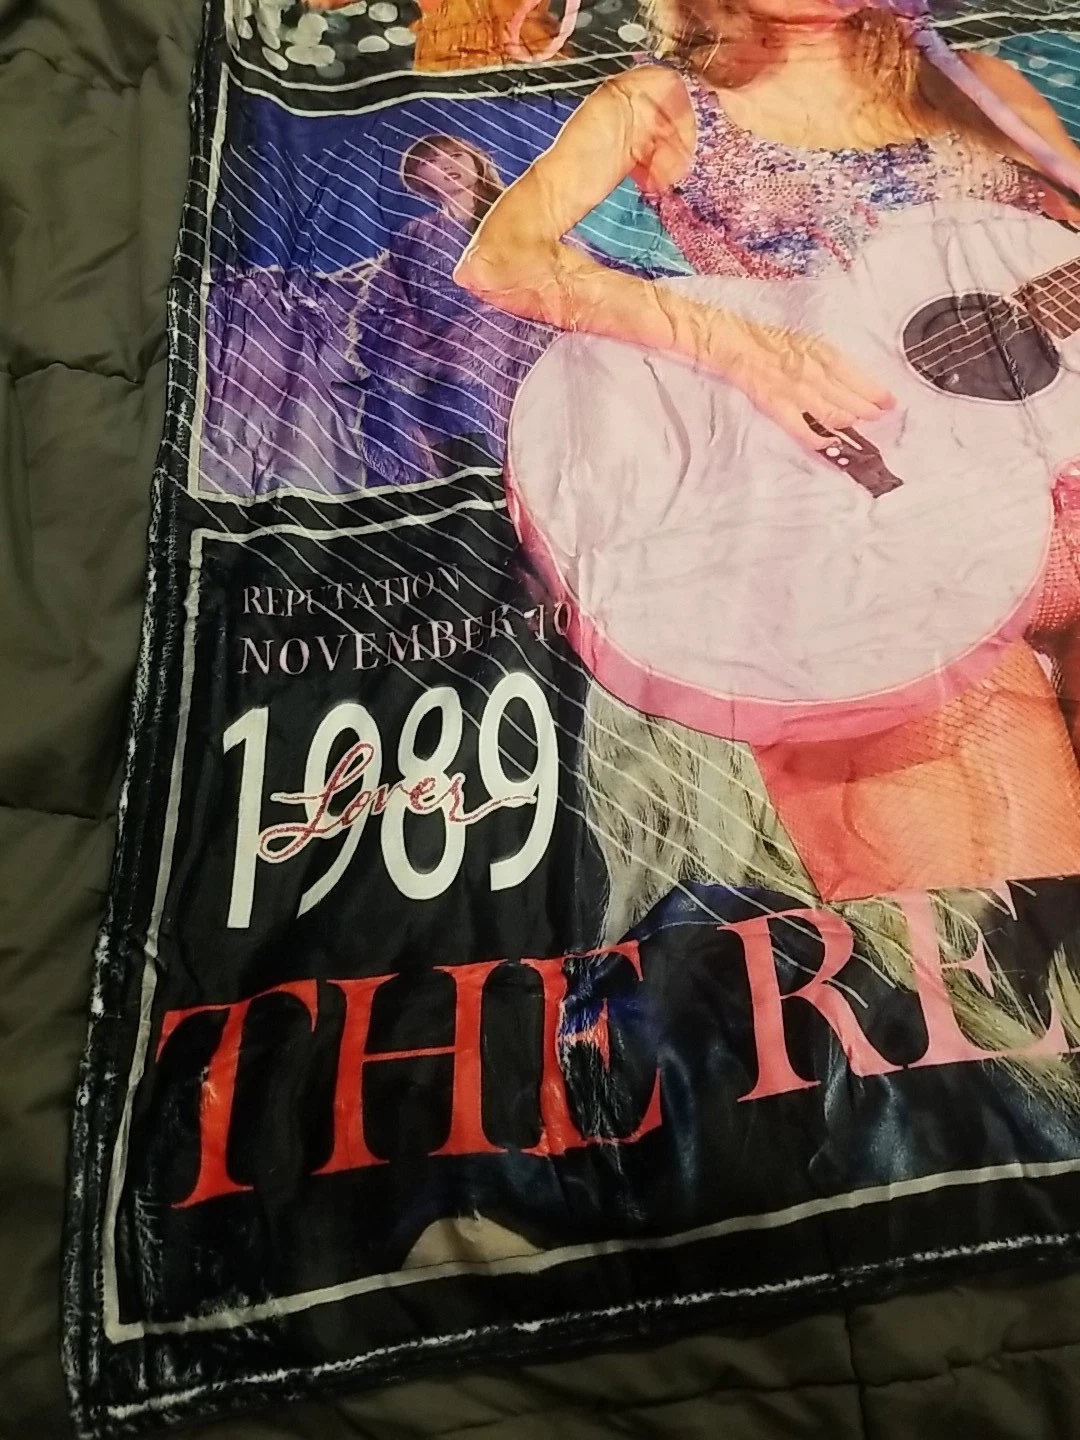 REPUTATION
NOVEMBER 10
1989
Lover
THE RE